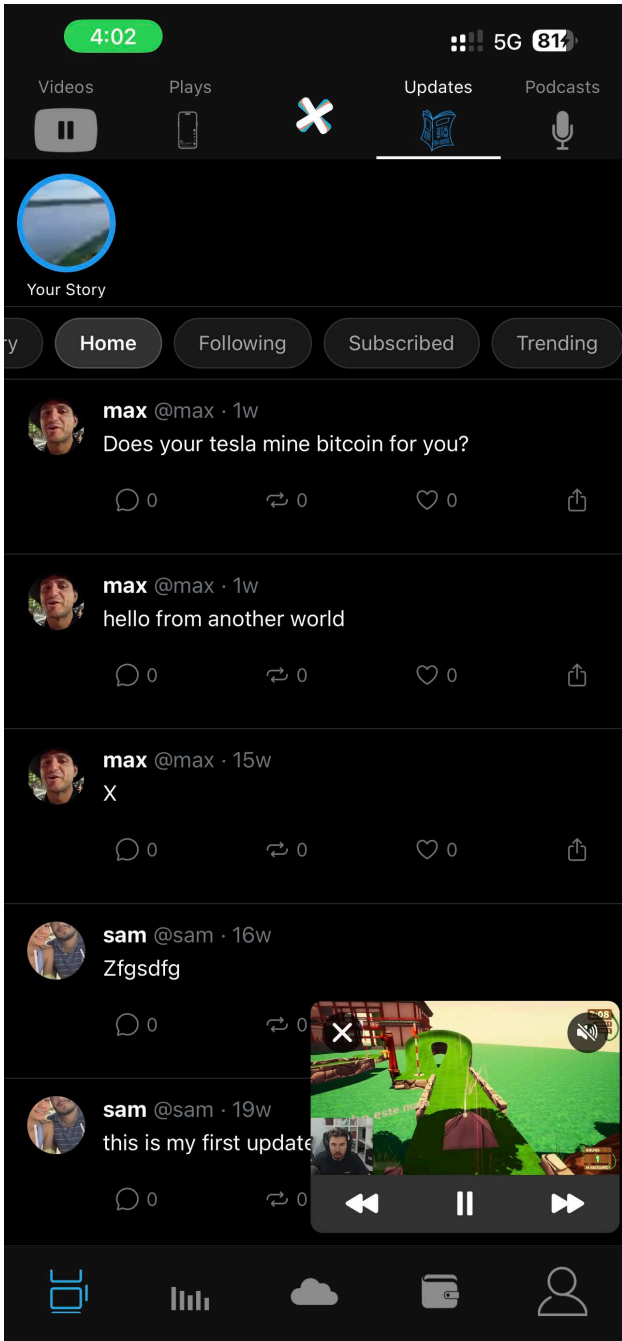 4:02
5G 81
Videos
Plays
Updates
Podcasts
Your Story
ry
Home
Following
Subscribed
Trending
max @max · 1w
Does your tesla mine bitcoin for you?
0
0
0
max @max · 1w
hello from another world
0
0
0
max @max · 15w
X
0
0
0
sam @sam · 16w
Zfgsdfg
0
0
sam @sam · 19w
this is my first update
0
0
este
1